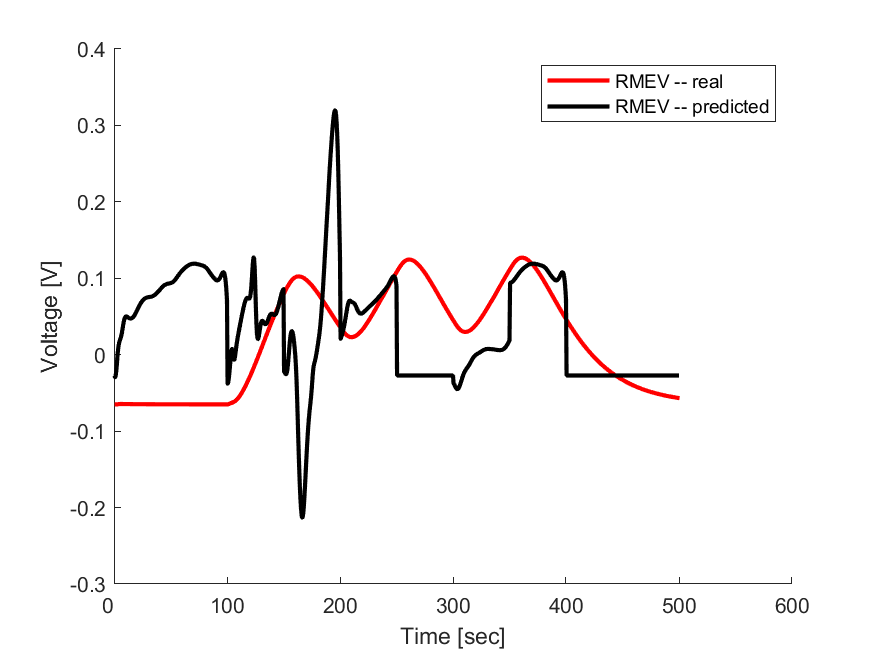 0.4
0.3
0.2
0.1
0
-0.1
-0.2
-0.3
Voltage [V]
RMEV -- real
RMEV -- predicted
0 100 200 300 400 500 600
Time [sec]